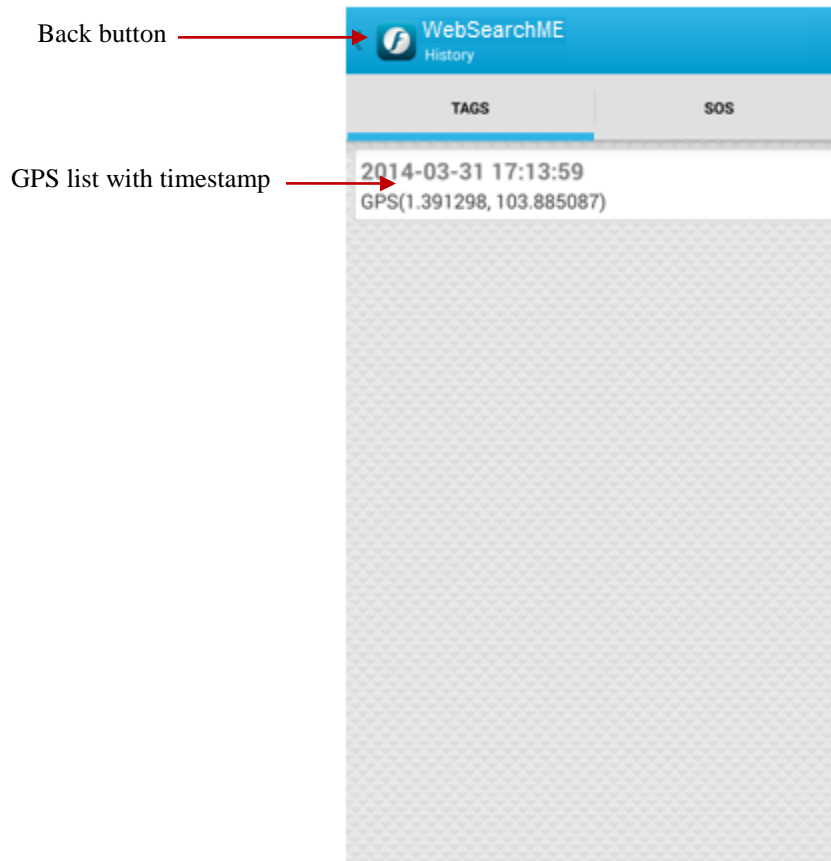 Back button
WebSearchME
History
TAGS
SOS
GPS list with timestamp
2014-03-31 17:13:59
GPS(1.391298, 103.885087)